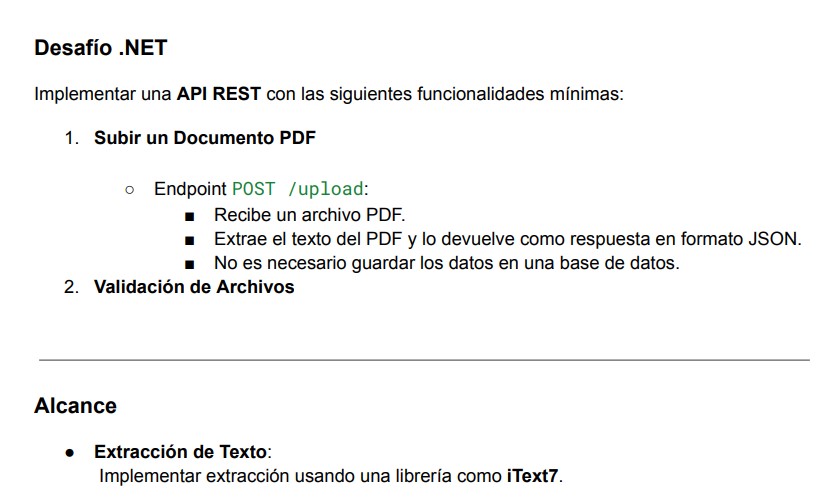 Desafío .NET
Implementar una API REST con las siguientes funcionalidades mínimas:
1. Subir un Documento PDF
○ Endpoint POST /upload:
■ Recibe un archivo PDF.
■ Extrae el texto del PDF y lo devuelve como respuesta en formato JSON.
■ No es necesario guardar los datos en una base de datos.
2. Validación de Archivos
Alcance
● Extracción de Texto:
Implementar extracción usando una librería como iText7.